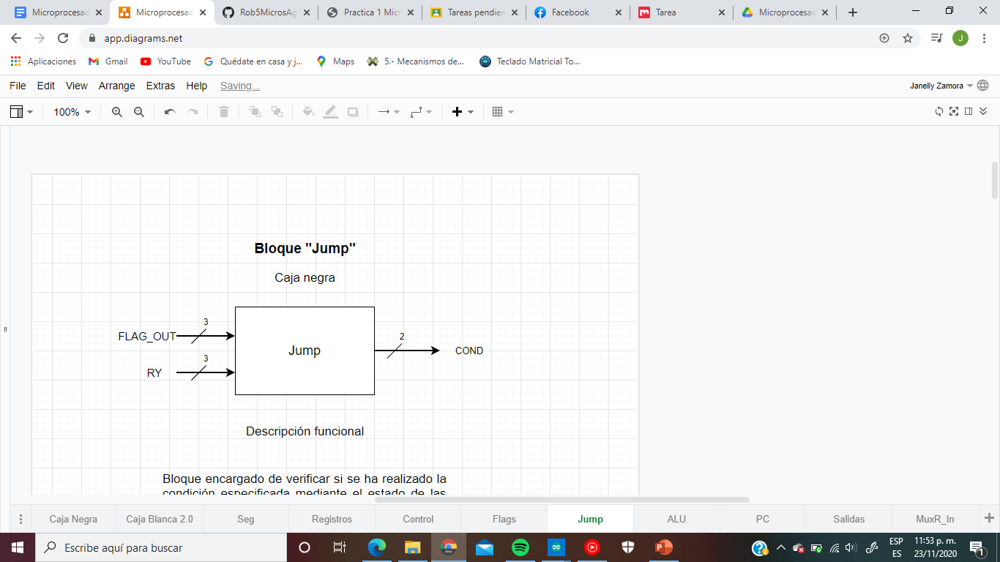 Microprocesad
Microprocesad
Rob5MicrosAg
Practica 1 Micr
Tareas pendien
Facebook
Tarea
Microprocesad
app.diagrams.net
J
Aplicaciones
Gmail
YouTube
Quédate en casa y j...
Maps
5.- Mecanismos de...
Teclado Matricial To...
File Edit View Arrange Extras Help Saving...
Janelly Zamora
100%
Bloque "Jump"
Caja negra
3
FLAG_OUT
Jump
2
COND
3
RY
Descripción funcional
Bloque encargado de verificar si se ha realizado la
condición especificada mediante el estado de las
Caja Negra
Caja Blanca 2.0
Seg
Registros
Control
Flags
Jump
ALU
PC
Salidas
MuxR_In
Escribe aquí para buscar
ESP
ES
11:53 p. m.
23/11/2020
1